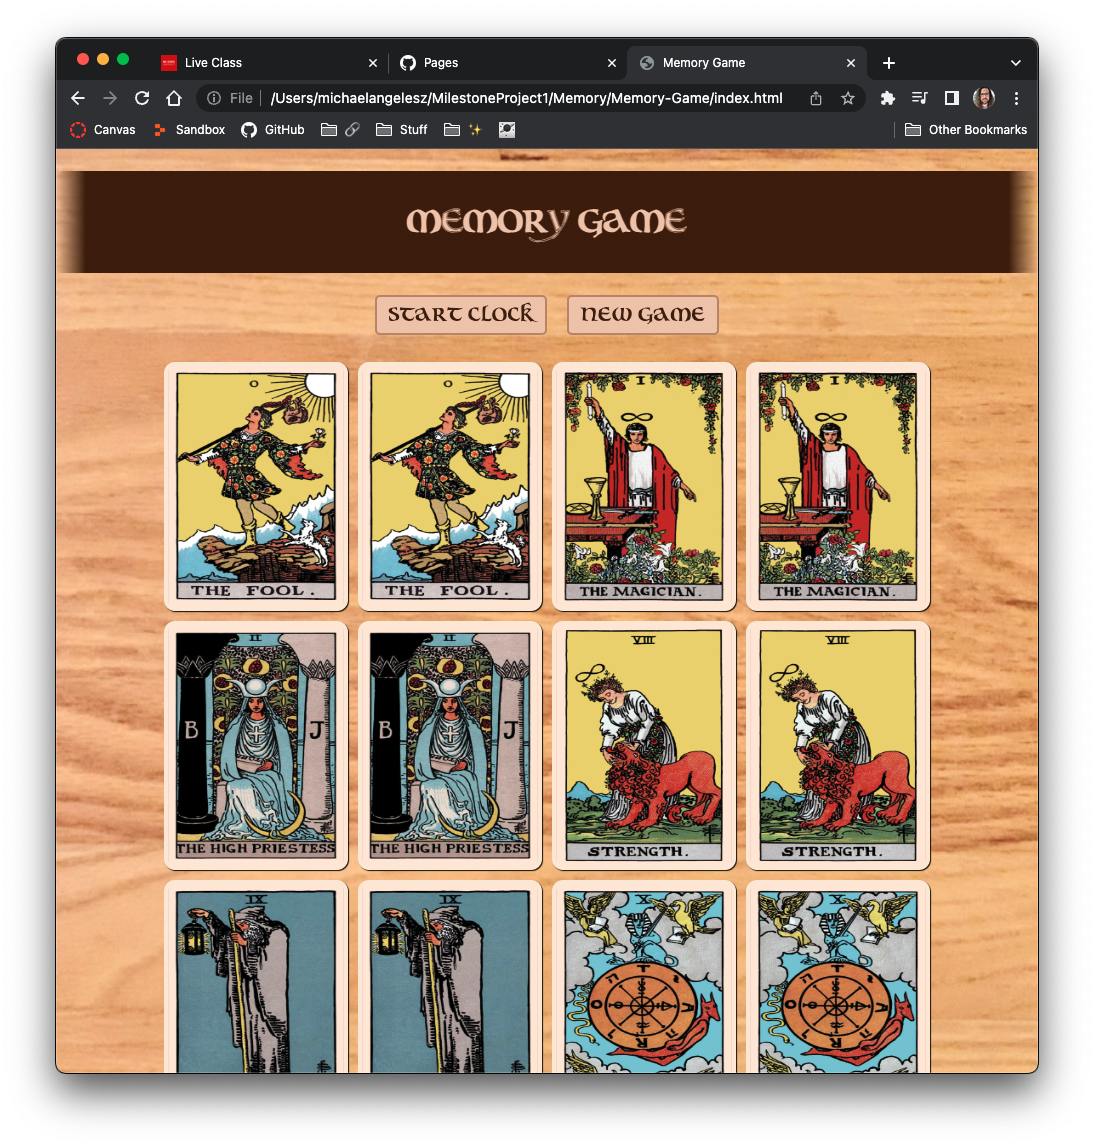 Live Class
Pages
Memory Game
File
/Users/michaelangelesz/MilestoneProject1/Memory/Memory-Game/index.html
Canvas
Sandbox
GitHub
Stuff
Other Bookmarks
MEMORY GAME
START CLOCK
NEW GAME
0
0
I
I
THE FOOL.
THE FOOL.
THE MAGICIAN.
THE MAGICIAN.
II
II
VIII
VIII
B
J
B
J
THE HIGH PRIESTESS
THE HIGH PRIESTESS
STRENGTH.
STRENGTH.
IX
IX
X
X